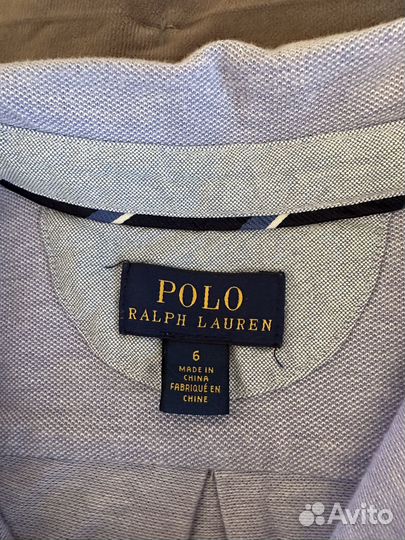 POLO
RALPH LAUREN
6
MADE IN
CHINA
FABRIQUÉ EN
CHINE
Avito